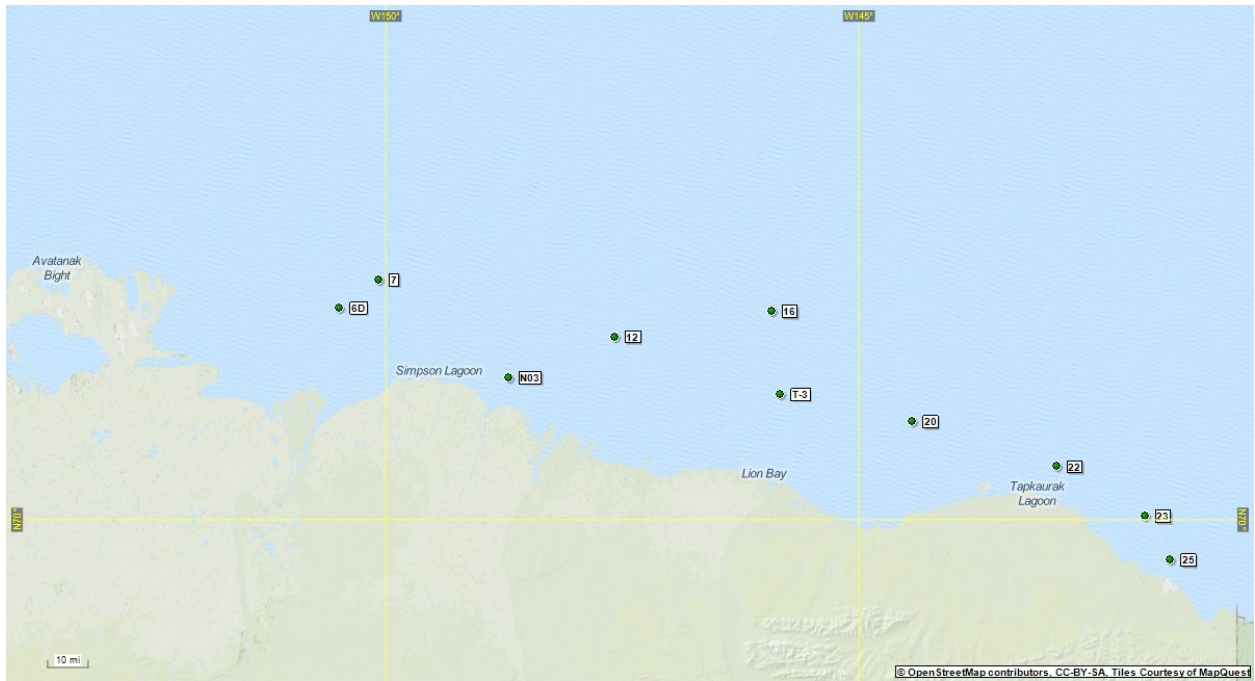 W150°
W145°
Avatanak
Bight
7
6D
16
12
Simpson Lagoon
N03
T-3
20
Lion Bay
22
Tapkaurak
Lagoon
N70°
23
N70°
25
10 mi
© OpenStreetMap contributors, CC-BY-SA, Tiles Courtesy of MapQuest